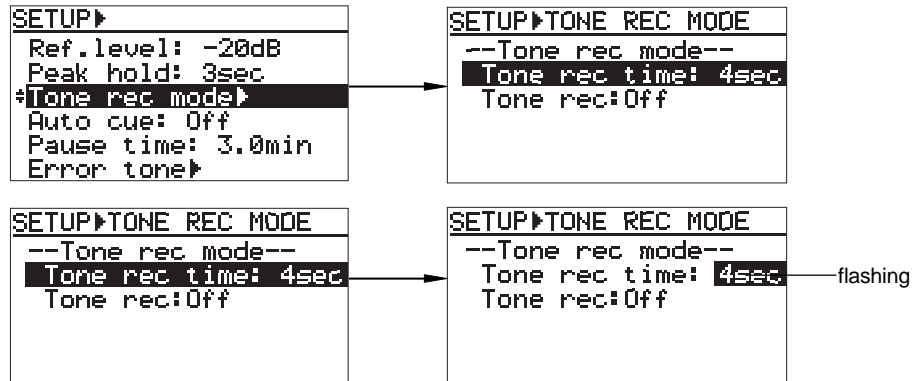 SETUP▶
Ref.level: -20dB
Peak hold: 3sec
Tone rec mode▶
Auto cue: Off
Pause time: 3.0min
Error tone▶
SETUP▶TONE REC MODE
--Tone rec mode--
Tone rec time: 4sec
Tone rec:Off
SETUP▶TONE REC MODE
--Tone rec mode--
Tone rec time: 4sec
Tone rec:Off
SETUP▶TONE REC MODE
--Tone rec mode--
Tone rec time: 4sec
Tone rec:Off
flashing